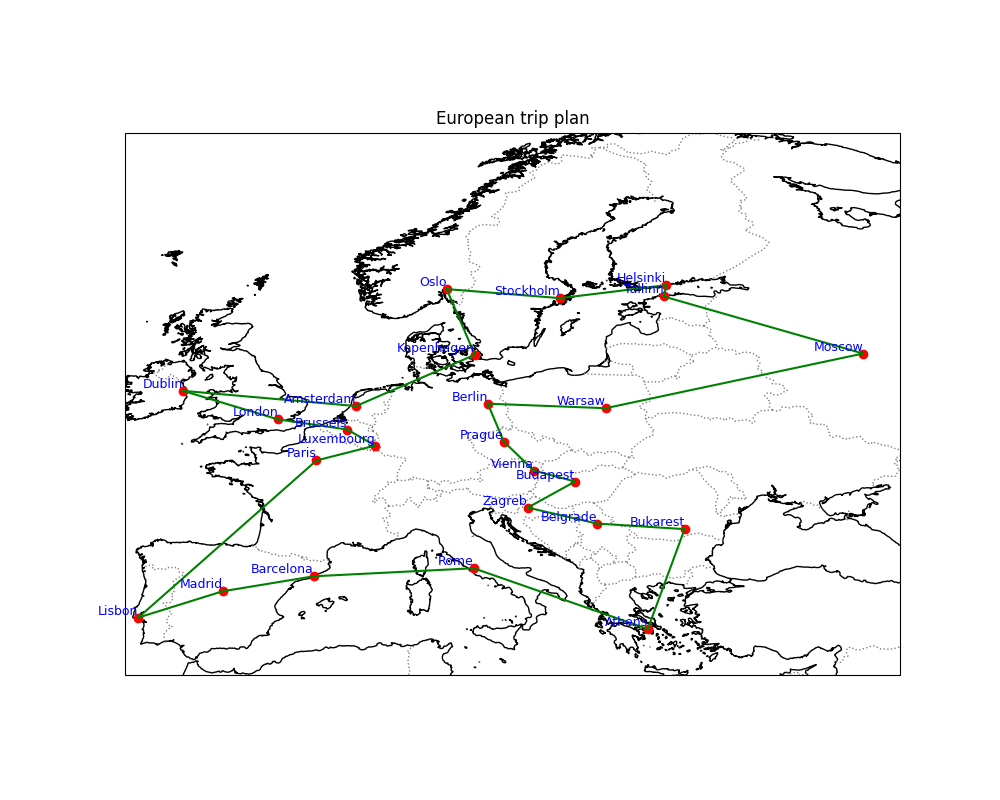 European trip plan
Helsinki
Oslo
Tallinn
Stockholm
Moscow
Kopenhagen
Dublin
Berlin
Amsterdam
Warsaw
London
Brussels
Prague
Luxembourg
Paris
Vienna
Budapest
Zagreb
Belgrade
Bukarest
Rome
Barcelona
Madrid
Lisbon
Athens